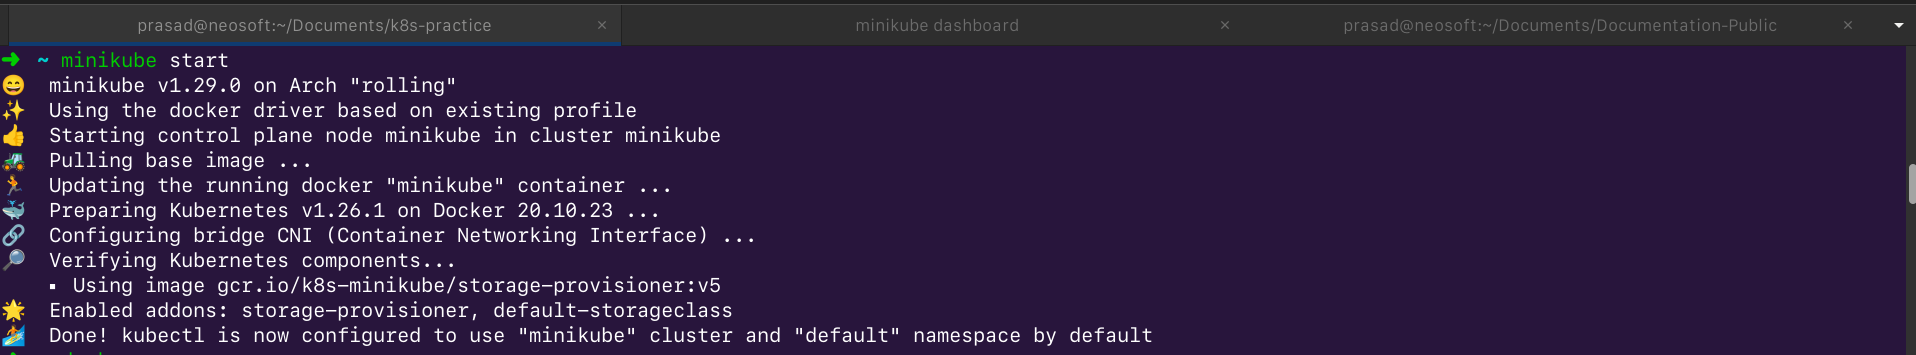 prasad@neosoft:~/Documents/k8s-practice × minikube dashboard × prasad@neosoft:~/Documents/Documentation-Public ×
➜ ~ minikube start
😄 minikube v1.29.0 on Arch "rolling"
✨ Using the docker driver based on existing profile
👍 Starting control plane node minikube in cluster minikube
🚜 Pulling base image ...
🏃 Updating the running docker "minikube" container ...
🐳 Preparing Kubernetes v1.26.1 on Docker 20.10.23 ...
🔗 Configuring bridge CNI (Container Networking Interface) ...
🔎 Verifying Kubernetes components...
▪ Using image gcr.io/k8s-minikube/storage-provisioner:v5
🌟 Enabled addons: storage-provisioner, default-storageclass
🏄 Done! kubectl is now configured to use "minikube" cluster and "default" namespace by default